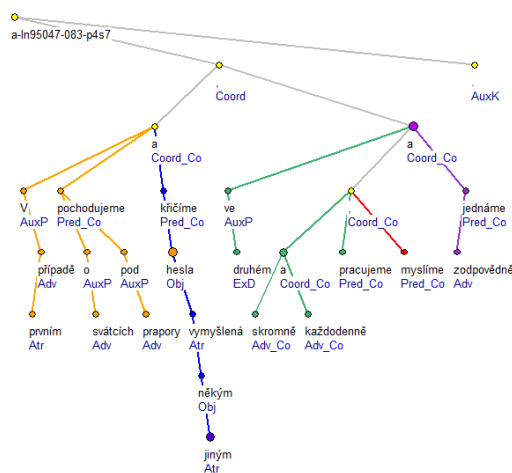 a-ln95047-083-p4s7
Coord
.
AuxK
a
Coord_Co
a
Coord_Co
V
AuxP
pochodujeme
Pred_Co
křičíme
Pred_Co
ve
AuxP
Coord_Co
jednáme
Pred_Co
případě
Adv
o
AuxP
pod
AuxP
hesla
Obj
druhém
ExD
a
Coord_Co
pracujeme
Pred_Co
myslíme
Pred_Co
zodpovědně
Adv
prvním
Atr
svátcích
Adv
prapory
Adv
vymyšlená
Atr
skromně
Adv_Co
každodenně
Adv_Co
někým
Obj
jiným
Atr